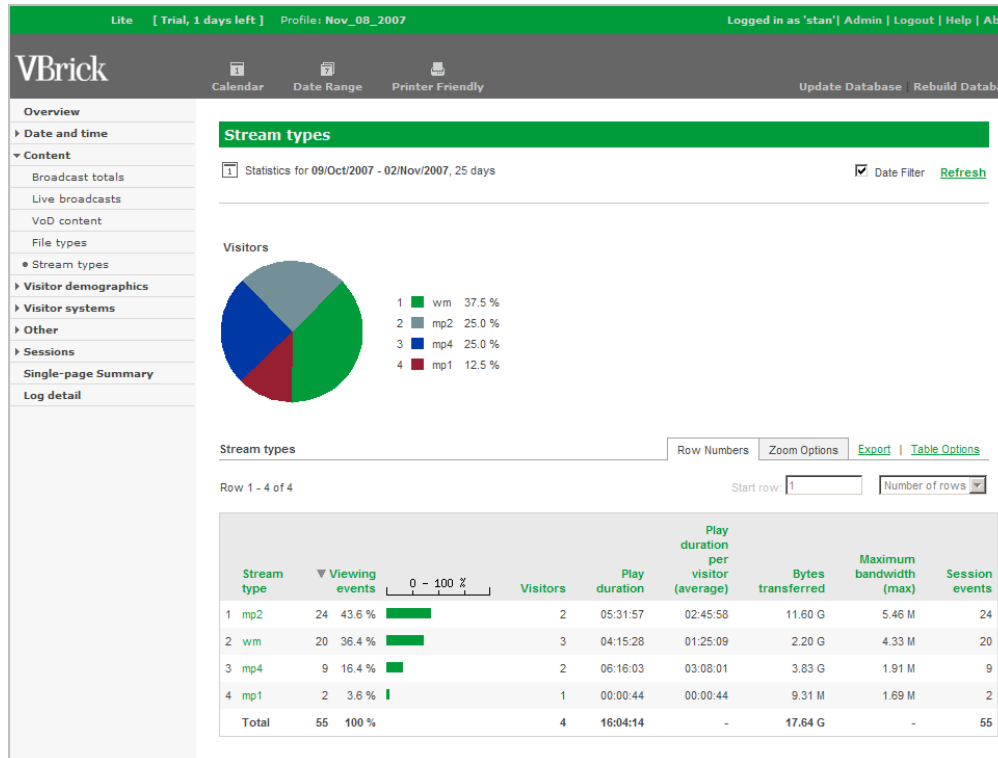 Lite [ Trial, 1 days left ] Profile: Nov_08_2007 Logged in as 'stan'| Admin | Logout | Help | Ab
VBrick
1 7
Calendar Date Range Printer Friendly Update Database | Rebuild Datab
Overview
Date and time
Content
Broadcast totals
Live broadcasts
VoD content
File types
Stream types
Visitor demographics
Visitor systems
Other
Sessions
Single-page Summary
Log detail
Stream types
1 Statistics for 09/Oct/2007 - 02/Nov/2007, 25 days Date Filter Refresh
Visitors
1 wm 37.5 %
2 mp2 25.0 %
3 mp4 25.0 %
4 mp1 12.5 %
Stream types Row Numbers Zoom Options Export | Table Options
Row 1 - 4 of 4 Start row: 1 Number of rows
Stream type Viewing events 0 - 100 % Visitors Play duration Play duration per visitor (average) Bytes transferred Maximum bandwidth (max) Session events
1 mp2 24 43.6 % 2 05:31:57 02:45:58 11.60 G 5.46 M 24
2 wm 20 36.4 % 3 04:15:28 01:25:09 2.20 G 4.33 M 20
3 mp4 9 16.4 % 2 06:16:03 03:08:01 3.83 G 1.91 M 9
4 mp1 2 3.6 % 1 00:00:44 00:00:44 9.31 M 1.69 M 2
Total 55 100 % 4 16:04:14 - 17.64 G - 55